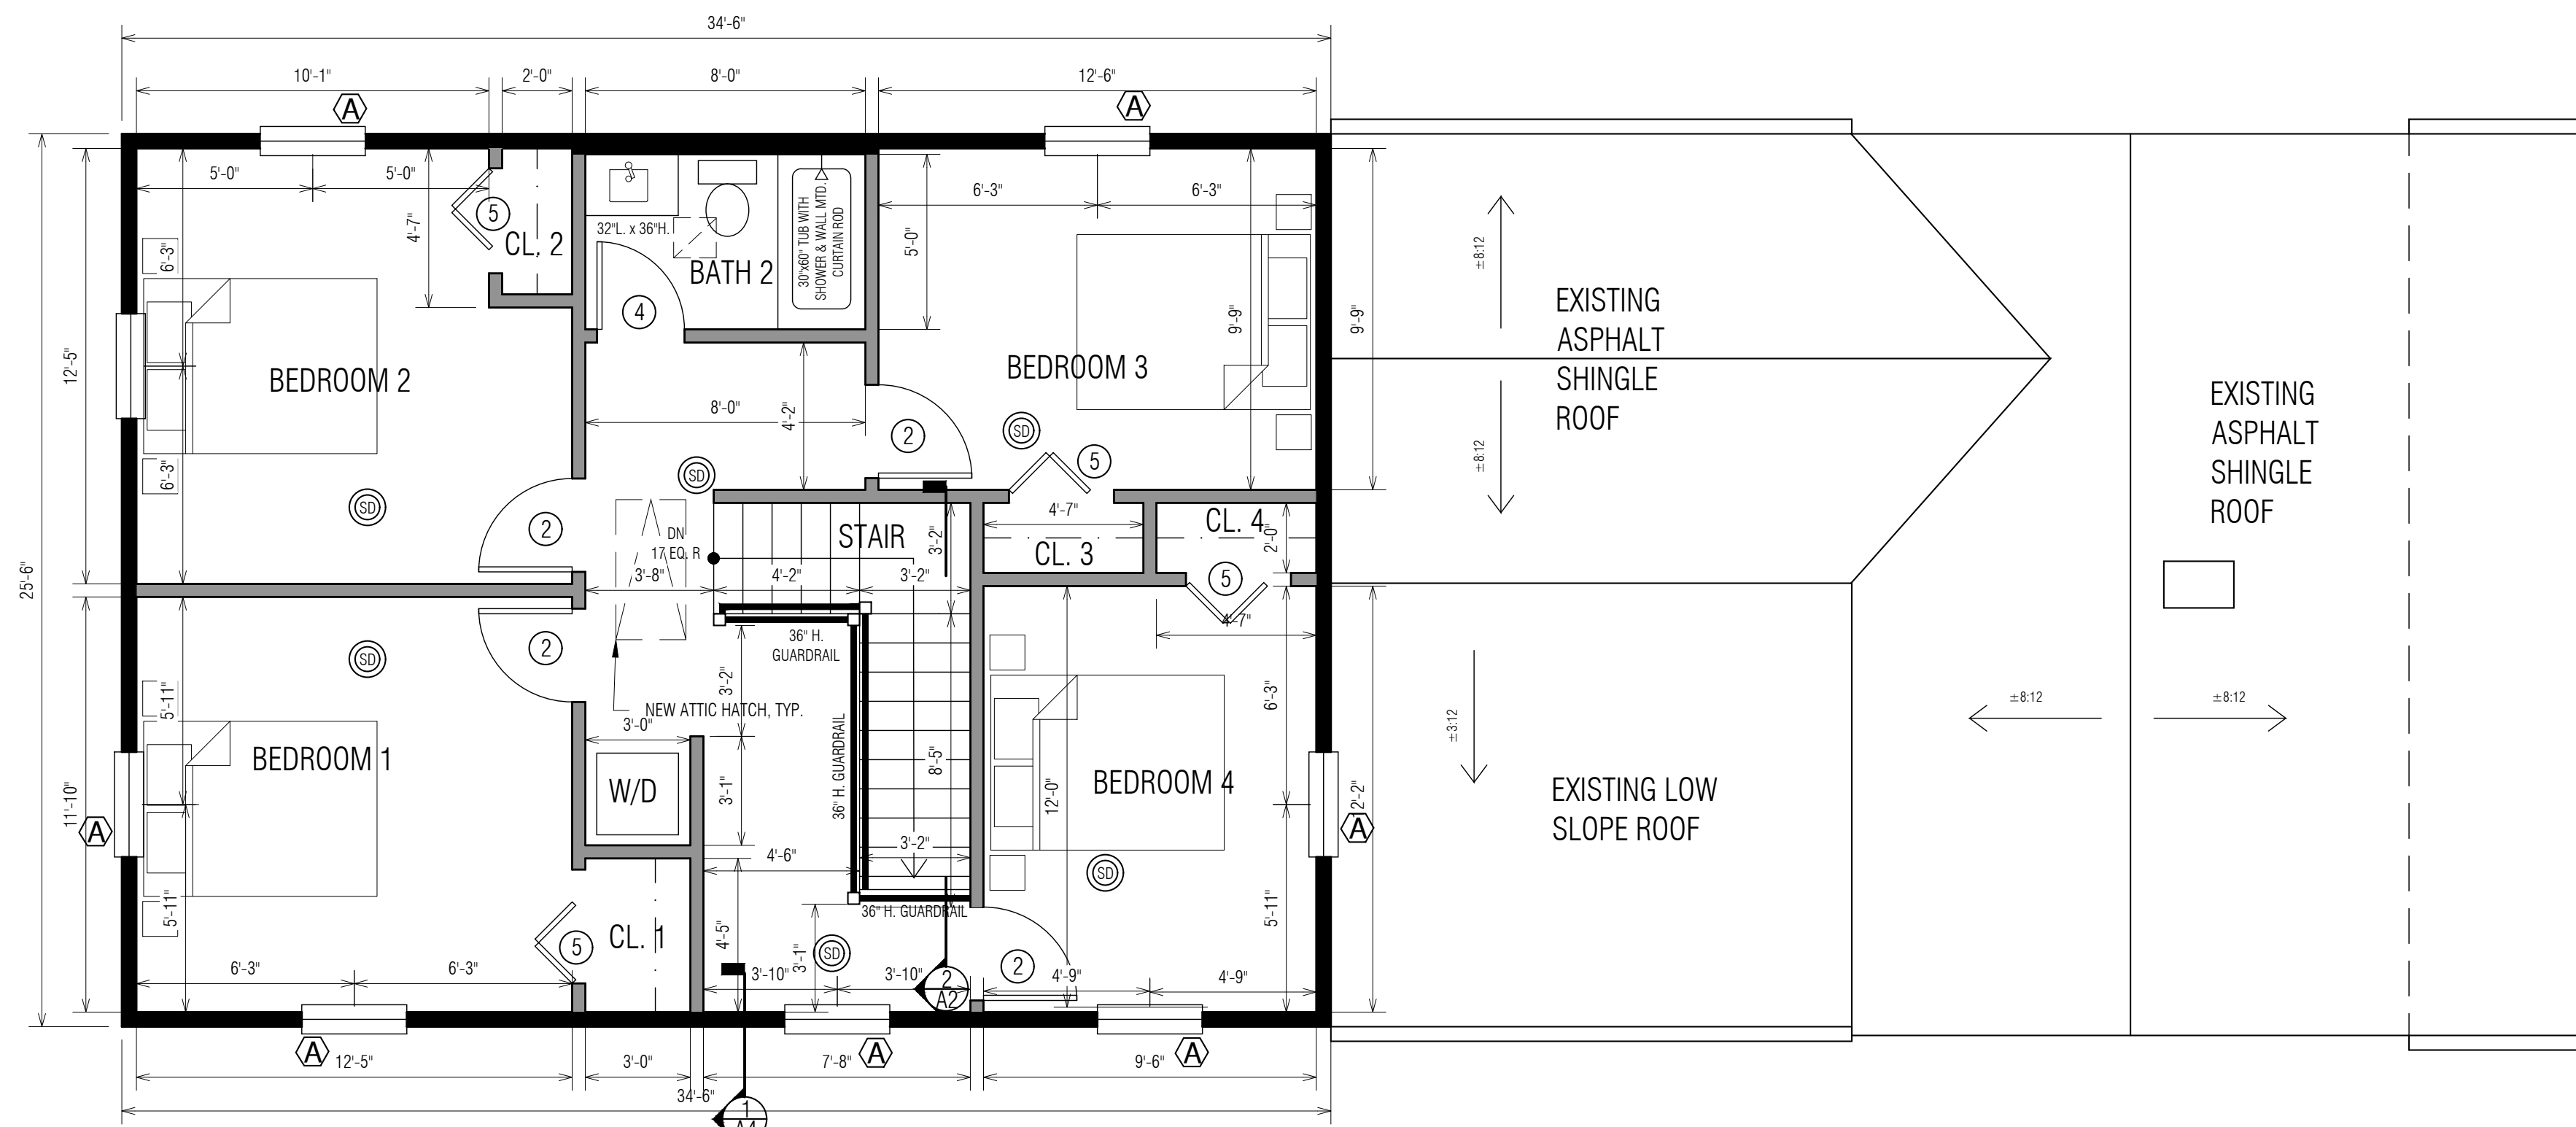 34'-6"
10'-1"
2'-0"
8'-0"
12'-6"
A
A
5'-0"
5'-0"
4'-7"
5
CL. 2
32"L. x 36"H.
BATH 2
30"x60" TUB WITH
SHOWER & WALL MTD.
CURTAIN ROD
5'-0"
6'-3"
6'-3"
9'-9"
9'-9"
6'-3"
4
12'-5"
BEDROOM 2
BEDROOM 3
8'-0"
4'-2"
2
SD
5
6'-3"
SD
SD
2
DN
17 EQ. R
STAIR
3'-2"
4'-7"
CL. 3
CL. 4
2'-0"
5
3'-8"
4'-2"
3'-2"
25'-6"
4'-7"
36" H.
GUARDRAIL
2
SD
5'-11"
3'-2"
NEW ATTIC HATCH, TYP.
3'-0"
6'-3"
BEDROOM 1
W/D
3'-1"
36" H. GUARDRAIL
8'-5"
BEDROOM 4
12'-0"
12'-2"
11'-10"
A
A
3'-2"
4'-6"
SD
5'-11"
36" H. GUARDRAIL
5'-11"
5
CL. 1
4'-5"
3'-1"
SD
2
6'-3"
6'-3"
3'-10"
3'-10"
2
A2
4'-9"
4'-9"
A
A
A
12'-5"
3'-0"
7'-8"
9'-6"
34'-6"
1
A4
±8:12
EXISTING
ASPHALT
SHINGLE
ROOF
±8:12
EXISTING
ASPHALT
SHINGLE
ROOF
±3:12
±8:12
±8:12
EXISTING LOW
SLOPE ROOF